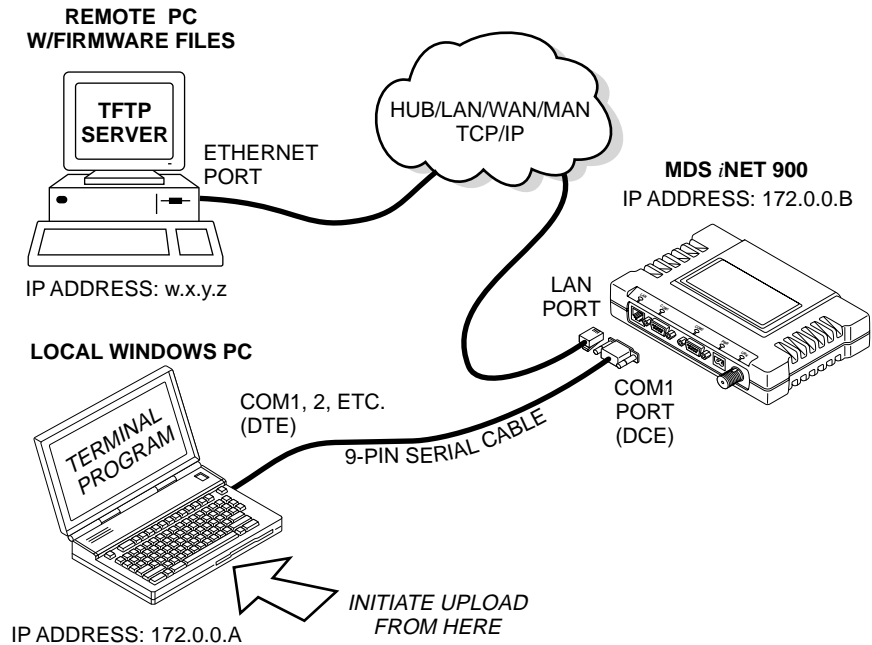 REMOTE PC
W/FIRMWARE FILES
TFTP
SERVER
ETHERNET
PORT
IP ADDRESS: w.x.y.z
HUB/LAN/WAN/MAN
TCP/IP
MDS iNET 900
IP ADDRESS: 172.0.0.B
LAN
PORT
LOCAL WINDOWS PC
COM1, 2, ETC.
(DTE)
9-PIN SERIAL CABLE
COM1
PORT
(DCE)
TERMINAL
PROGRAM
INITIATE UPLOAD
FROM HERE
IP ADDRESS: 172.0.0.A